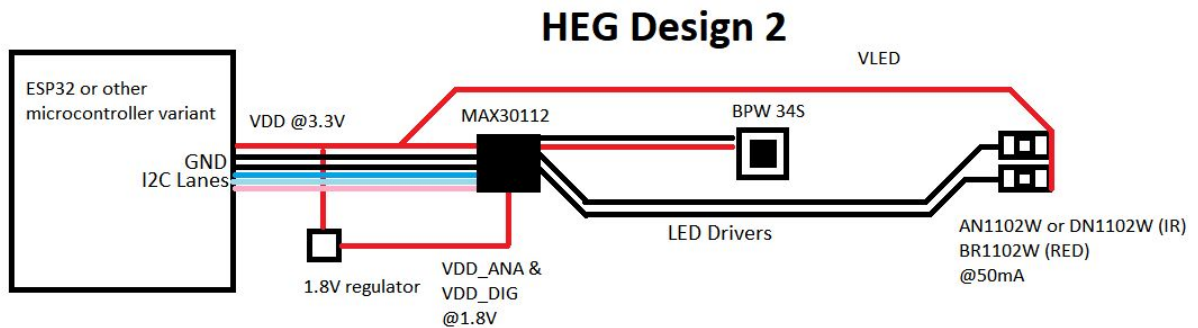 HEG Design 2
VLED
ESP32 or other
microcontroller variant
VDD @3.3V
MAX30112
BPW 34S
GND
I2C Lanes
LED Drivers
AN1102W or DN1102W (IR)
BR1102W (RED)
@50mA
1.8V regulator
VDD_ANA &
VDD_DIG
@1.8V